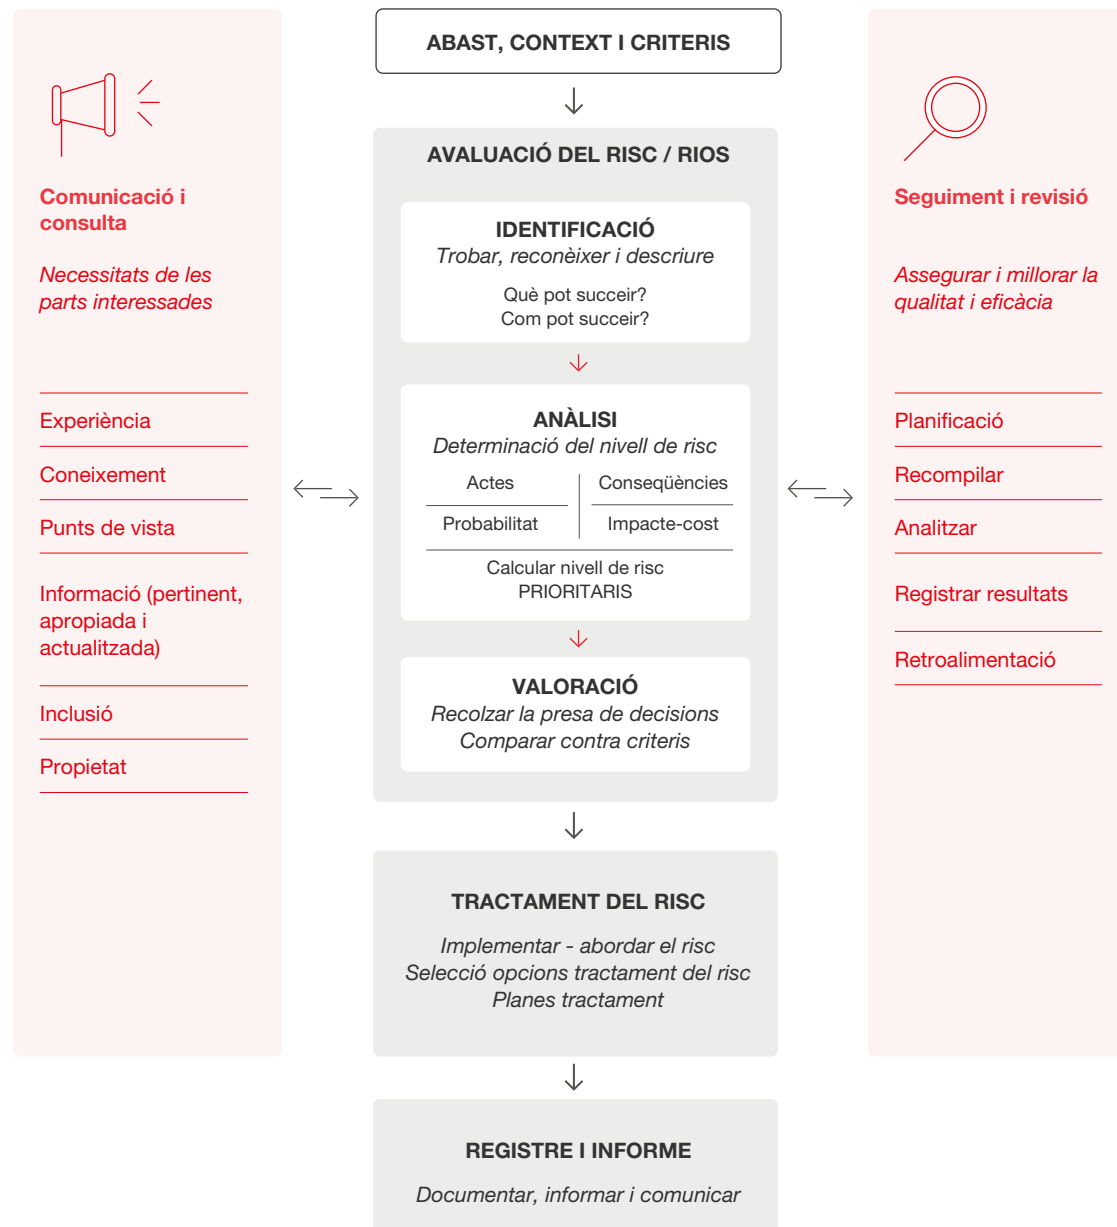 ABAST, CONTEXT I CRITERIS
Comunicació i
consulta
Necessitats de les
parts interessades
Experiència
Coneixement
Punts de vista
Informació (pertinent,
apropiada i
actualitzada)
Inclusió
Propietat
AVALUACIÓ DEL RISC / RIOS
IDENTIFICACIÓ
Trobar, reconèixer i descriure
Què pot succeir?
Com pot succeir?
ANÀLISI
Determinació del nivell de risc
Actes
Conseqüències
Probabilitat
Impacte-cost
Calcular nivell de risc
PRIORITARIS
VALORACIÓ
Recolzar la presa de decisions
Comparar contra criteris
TRACTAMENT DEL RISC
Implementar - abordar el risc
Selecció opcions tractament del risc
Planes tractament
REGISTRE I INFORME
Documentar, informar i comunicar
Seguiment i revisió
Assegurar i millorar la
qualitat i eficàcia
Planificació
Recompilar
Analitzar
Registrar resultats
Retroalimentació